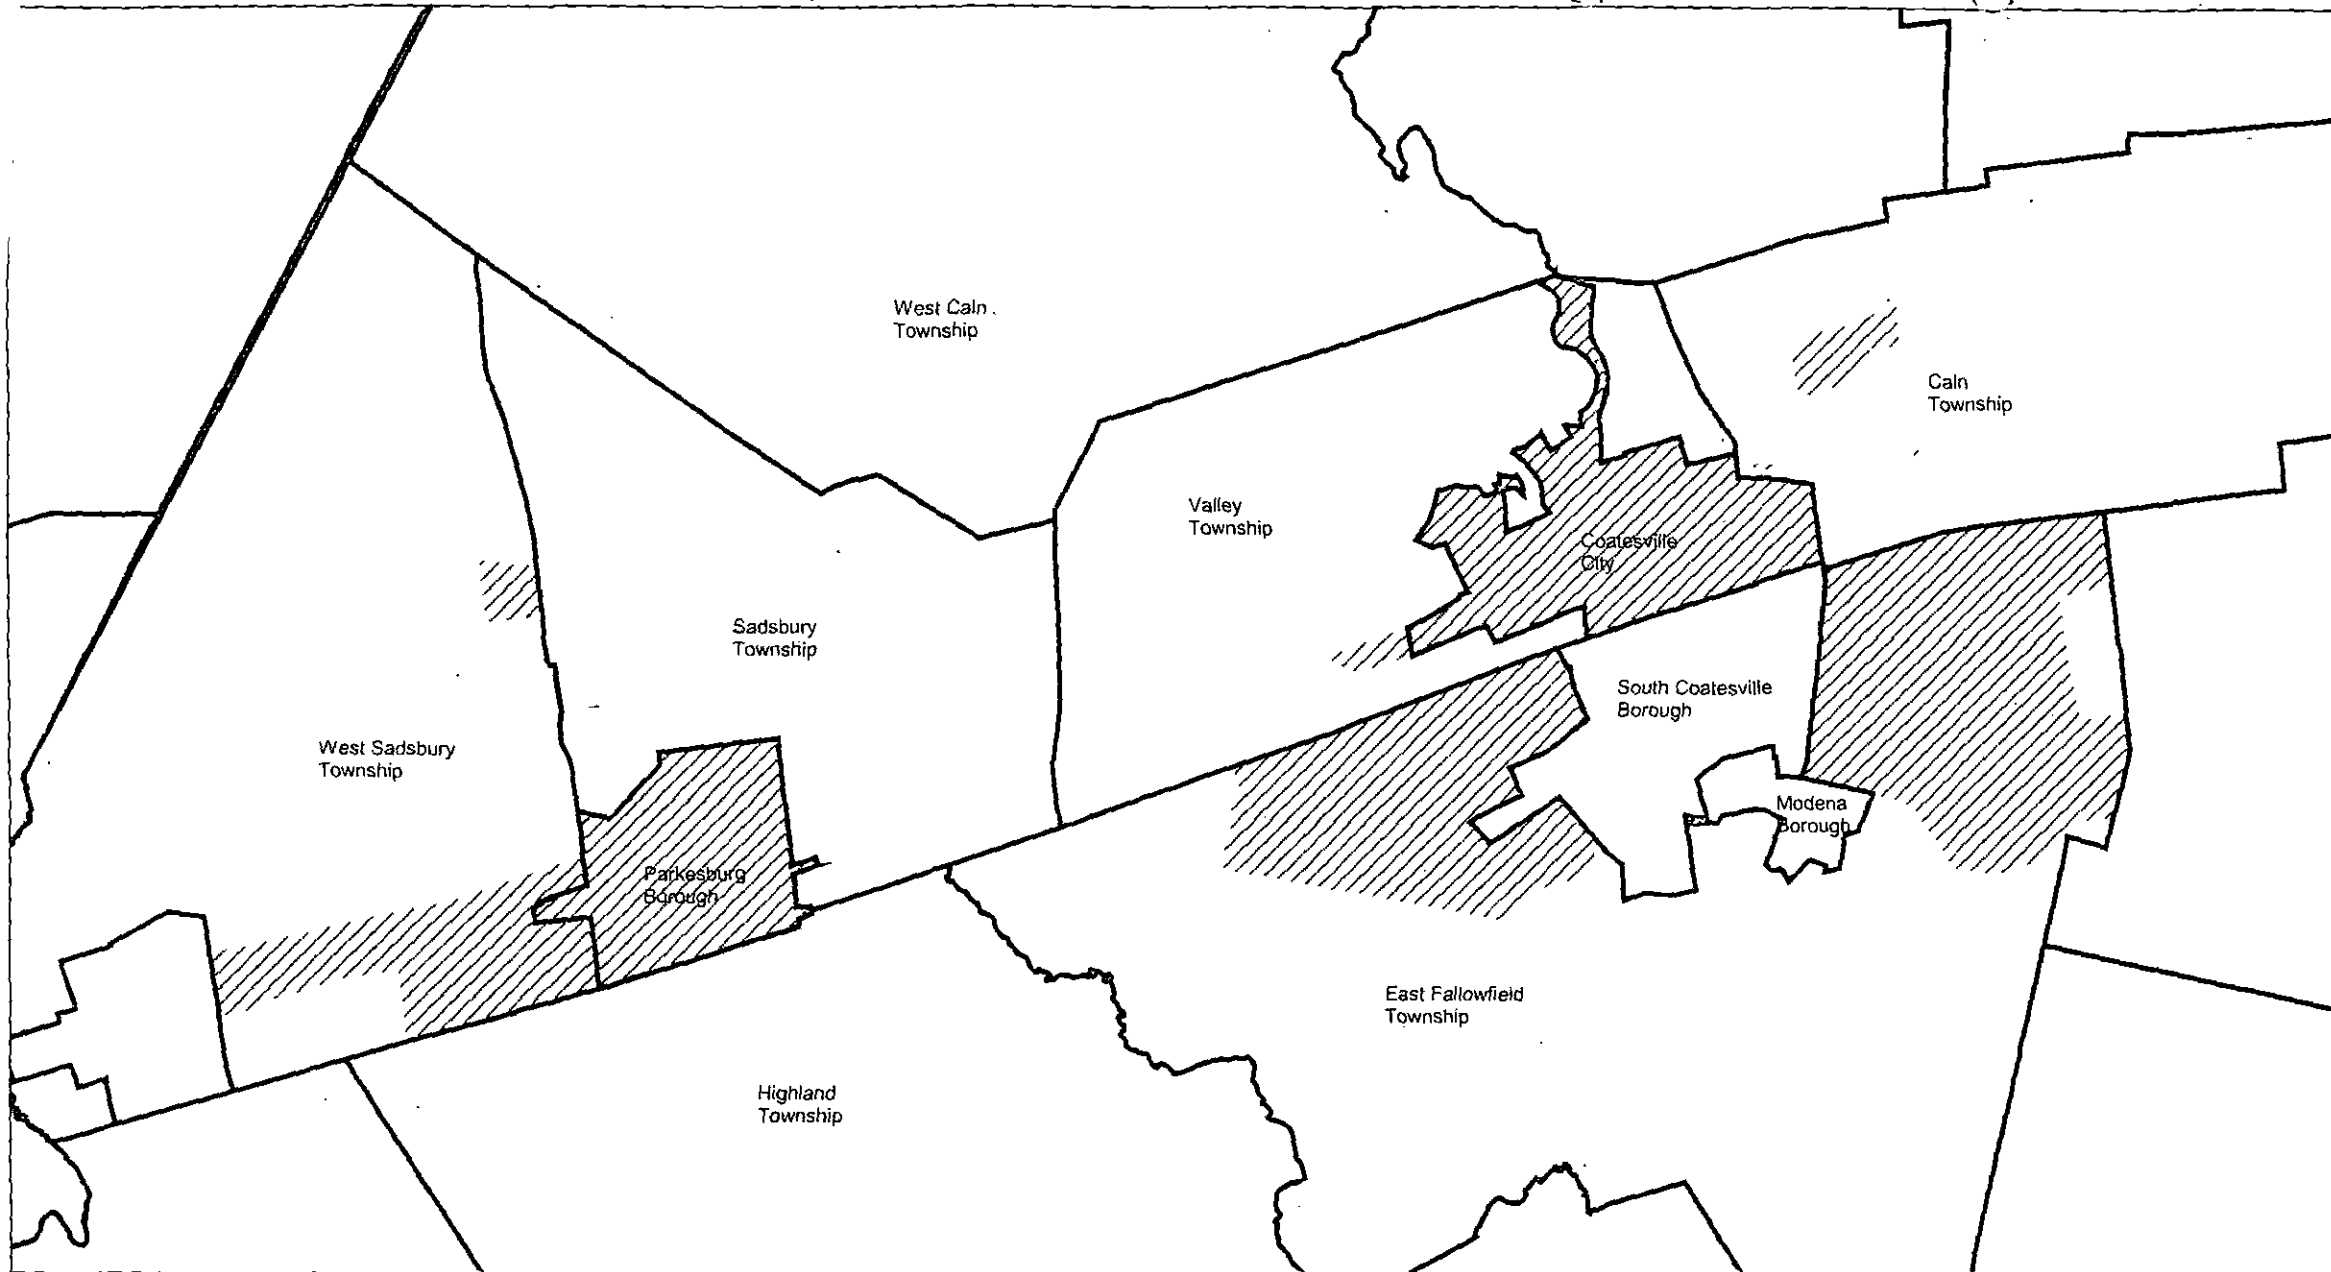 West Caln
Township
Caln
Township
Valley
Township
Coatesville
City
Sadsbury
Township
South Coatesville
Borough
West Sadsbury
Township
Modena
Borough
Parkesburg
Borough
East Fallowfield
Township
Highland
Township